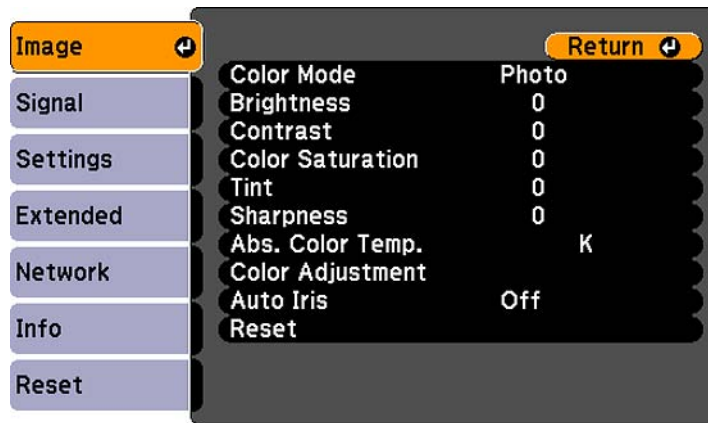 Image
Signal
Settings
Extended
Network
Info
Reset
Return
Color Mode Photo
Brightness 0
Contrast 0
Color Saturation 0
Tint 0
Sharpness 0
Abs. Color Temp. K
Color Adjustment
Auto Iris Off
Reset